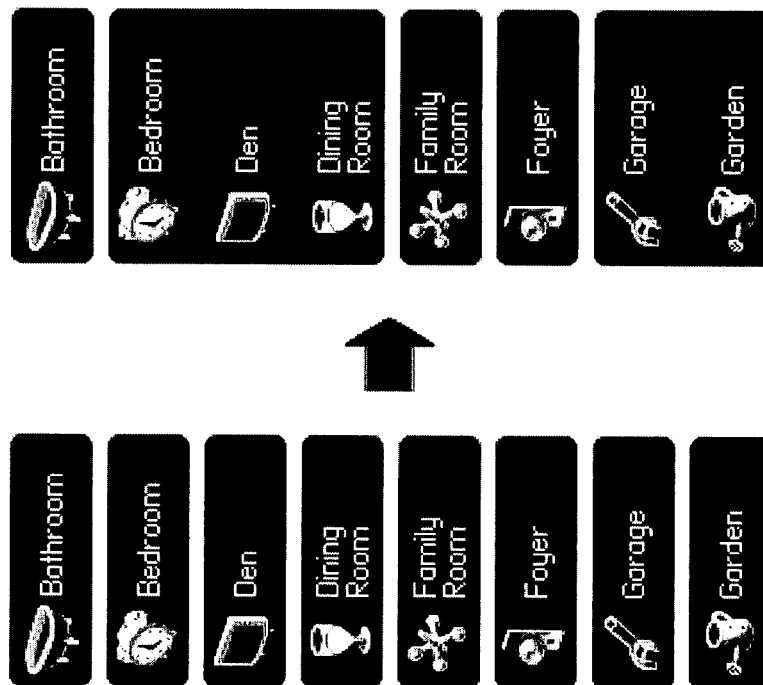 Bathroom
Bedroom
Den
Dining
Room
Family
Room
Foyer
Garage
Garden
Bathroom
Bedroom
Den
Dining
Room
Family
Room
Foyer
Garage
Garden